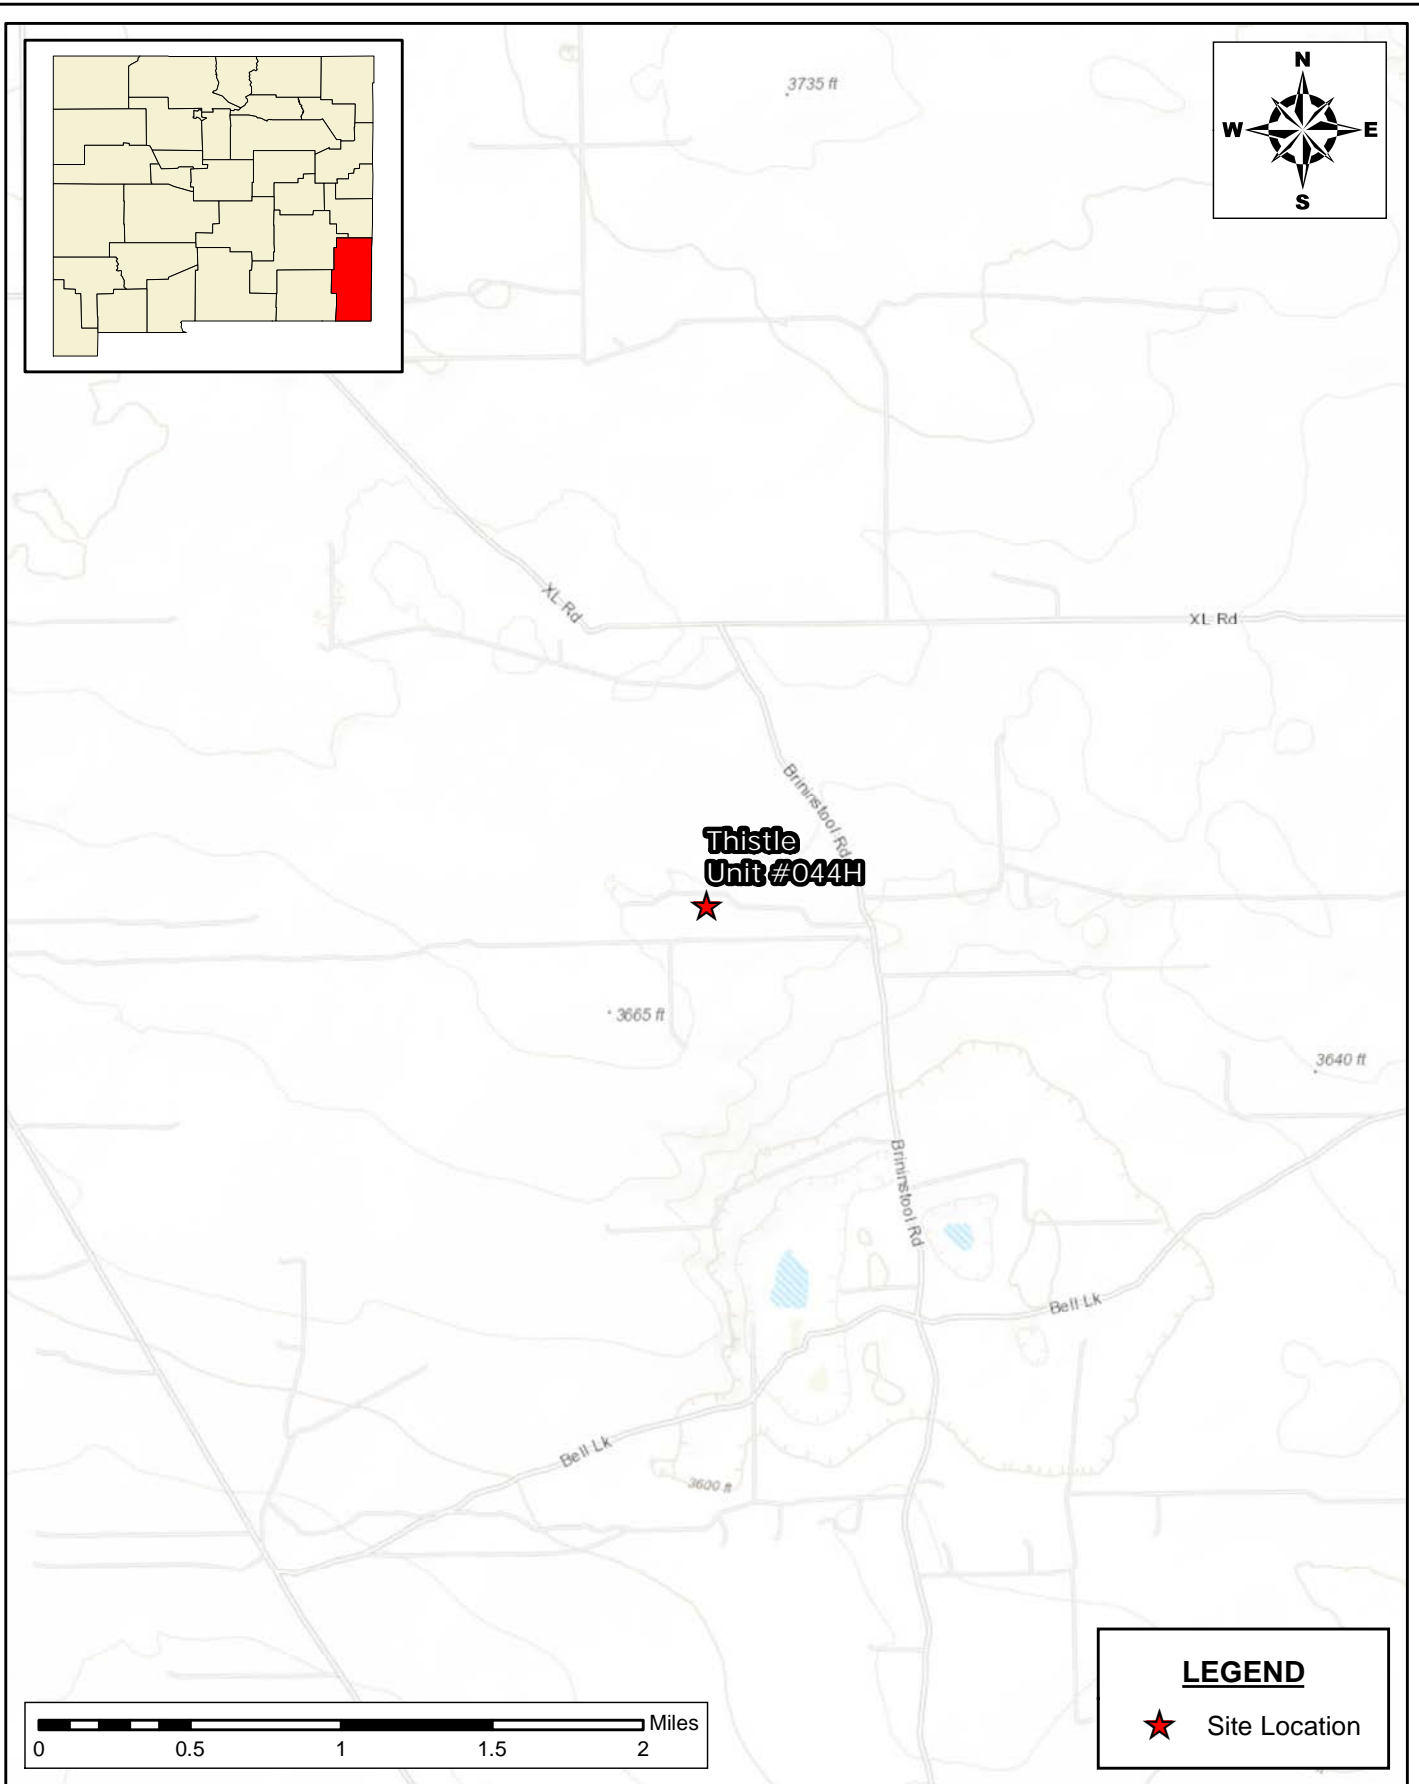 N
W E
S
3735 ft
XL Rd
XL Rd
Brininstool Rd
Thistle
Unit #044H
3665 ft
3640 ft
Brininstool Rd
Bell Lk
Bell Lk
3600 ft
LEGEND
Site Location
Miles
0 0.5 1 1.5 2